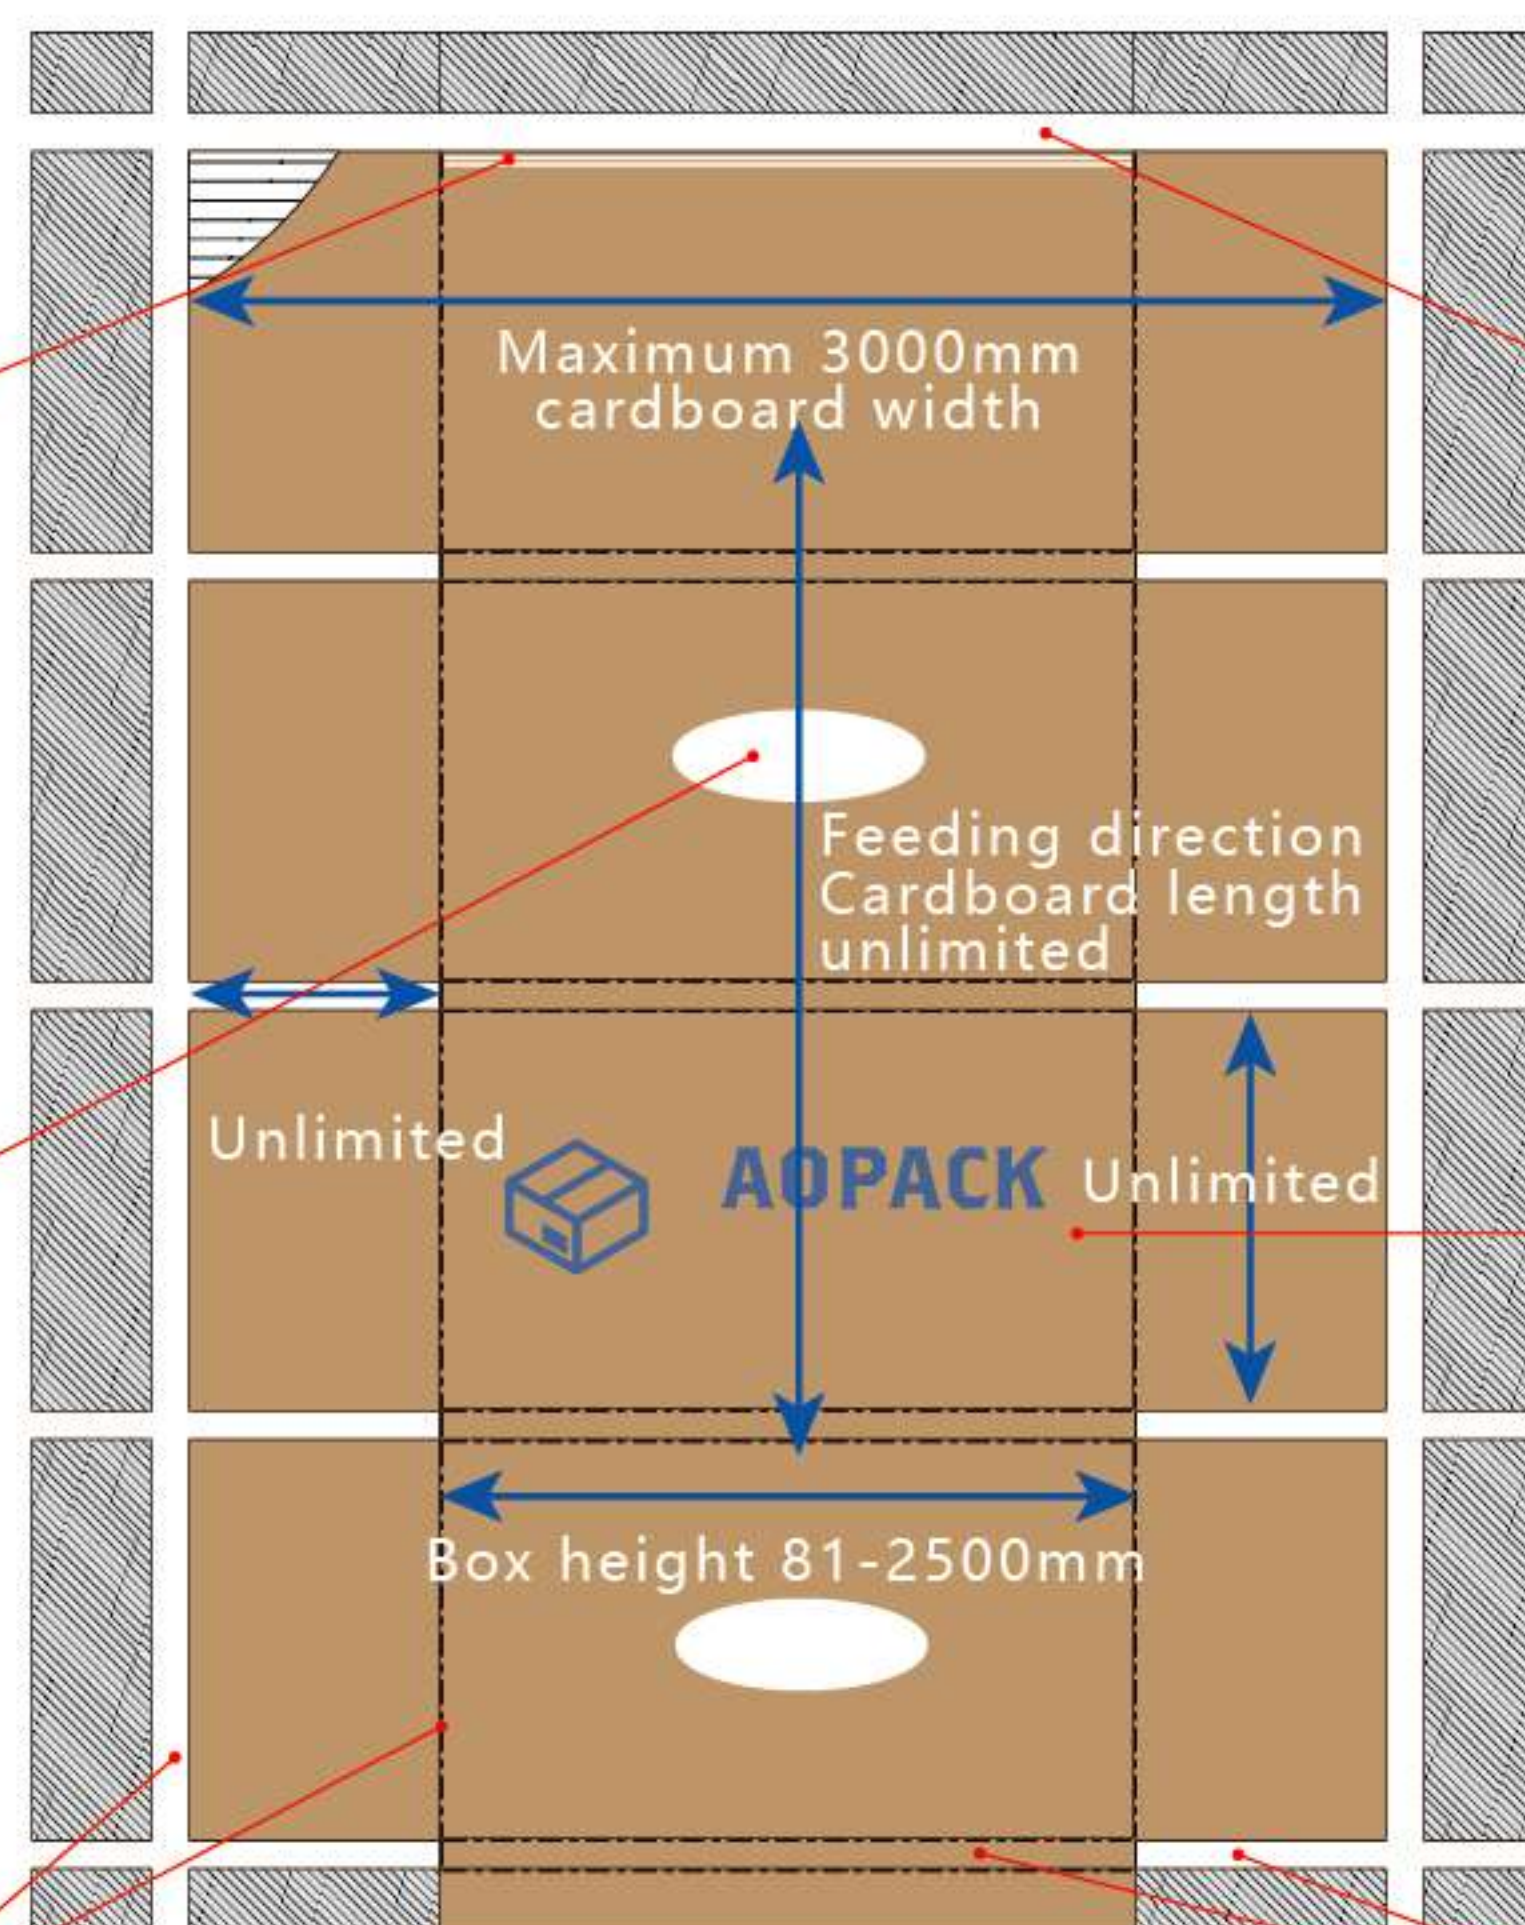 Maximum 3000mm
cardboard width
Feeding direction
Cardboard length
unlimited
Unlimited
AOPACK
Unlimited
Box height 81-2500mm